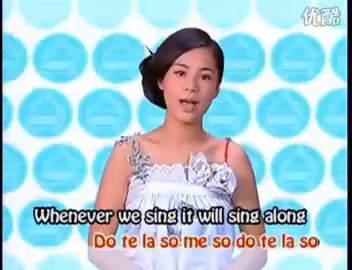 优酷
Whenever we sing it will sing along
Do te la so me so do te la so